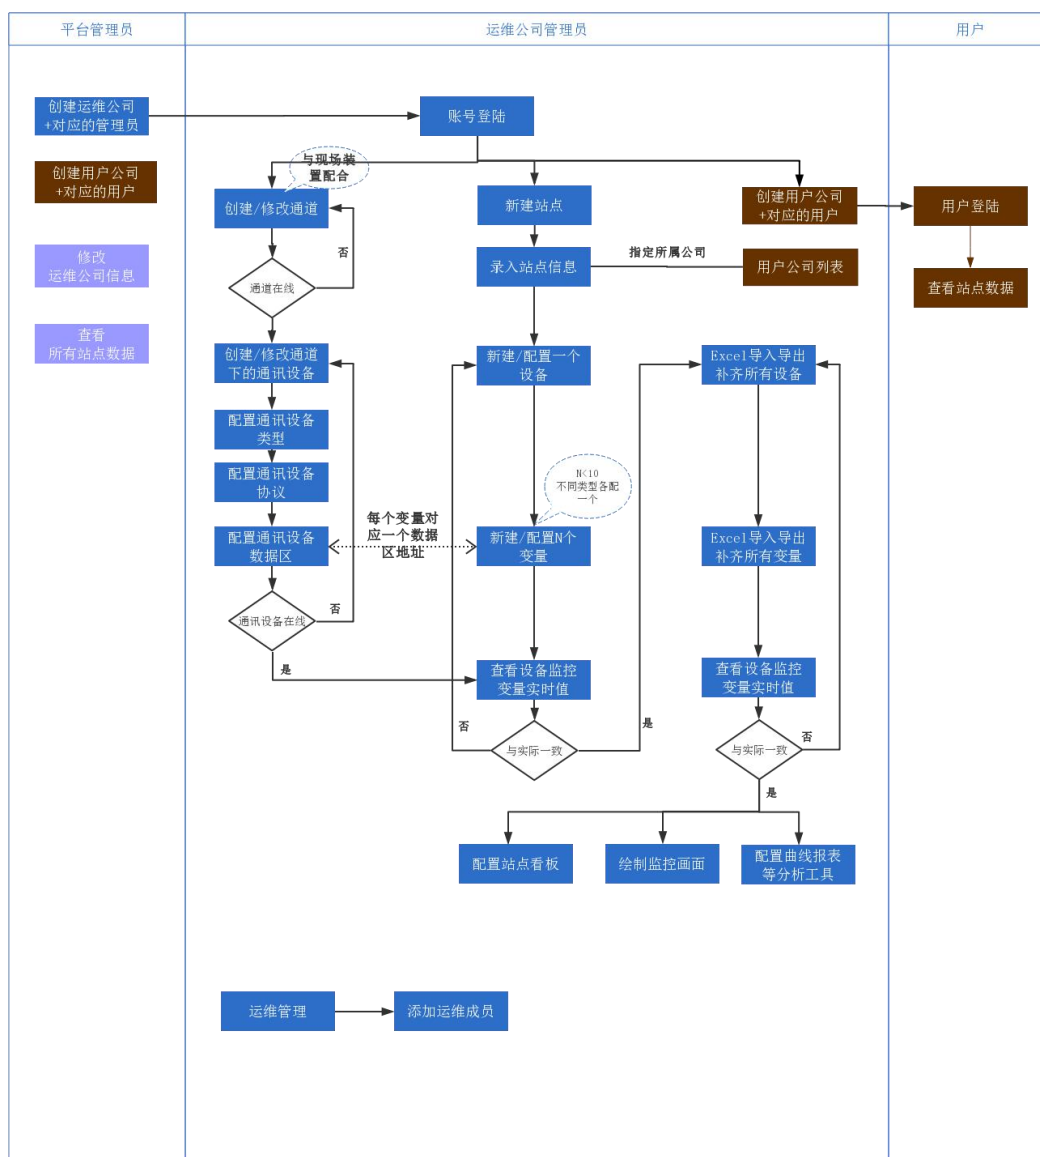 平台管理员
运维公司管理员
用户
创建运维公司
+对应的管理员
账号登陆
创建用户公司
+对应的用户
与现场装
置配合
创建/修改通道
新建站点
创建用户公司
+对应的用户
用户登陆
修改
运维公司信息
否
录入站点信息
指定所属公司
用户公司列表
通道在线
查看站点数据
查看
所有站点数据
创建/修改通道
下的通讯设备
新建/配置一个
设备
Excel导入导出
补齐所有设备
配置通讯设备
类型
配置通讯设备
协议
N<10
不同类型各配
一个
配置通讯设备
数据区
每个变量对
应一个数据
区地址
新建/配置N个
变量
Excel导入导出
补齐所有变量
通讯设备在线
否
是
查看设备监控
变量实时值
查看设备监控
变量实时值
否
与实际一致
是
与实际一致
否
是
配置站点看板
绘制监控画面
配置曲线报表
等分析工具
运维管理
添加运维成员